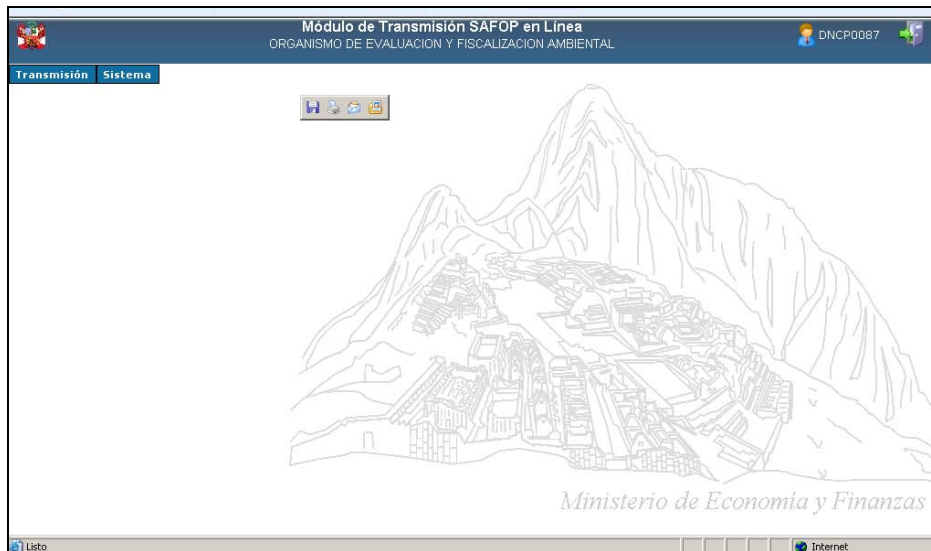 Módulo de Transmisión SAFOP en Línea
ORGANISMO DE EVALUACION Y FISCALIZACION AMBIENTAL
DNCP0087
Transmisión Sistema
Ministerio de Economía y Finanzas
Listo
Internet